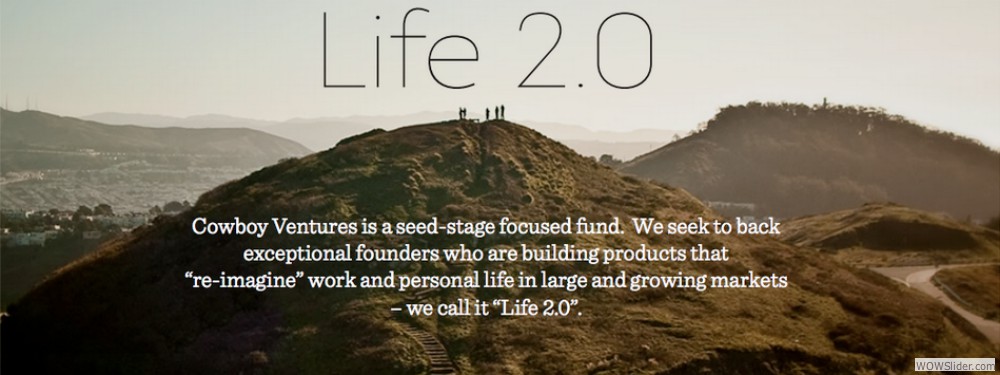 Life 2.0
Cowboy Ventures is a seed-stage focused fund.  We seek to back
exceptional founders who are building products that
“re-imagine” work and personal life in large and growing markets
– we call it “Life 2.0”.
WOWSlider.com